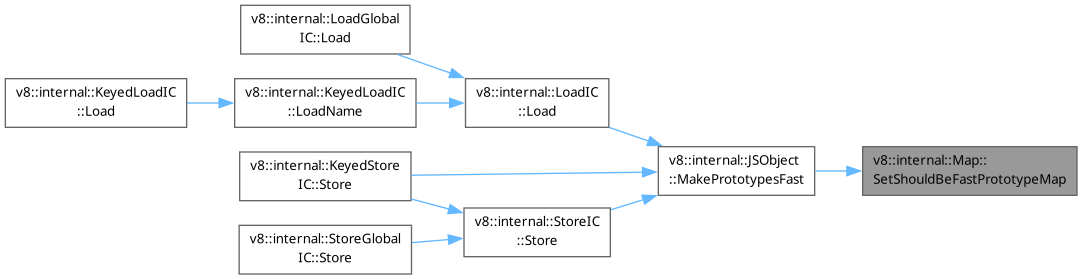 v8::internal::LoadGlobal
IC::Load
v8::internal::KeyedLoadIC
::Load
v8::internal::KeyedLoadIC
::LoadName
v8::internal::LoadIC
::Load
v8::internal::KeyedStore
IC::Store
v8::internal::JSObject
::MakePrototypesFast
v8::internal::Map::
SetShouldBeFastPrototypeMap
v8::internal::StoreIC
::Store
v8::internal::StoreGlobal
IC::Store